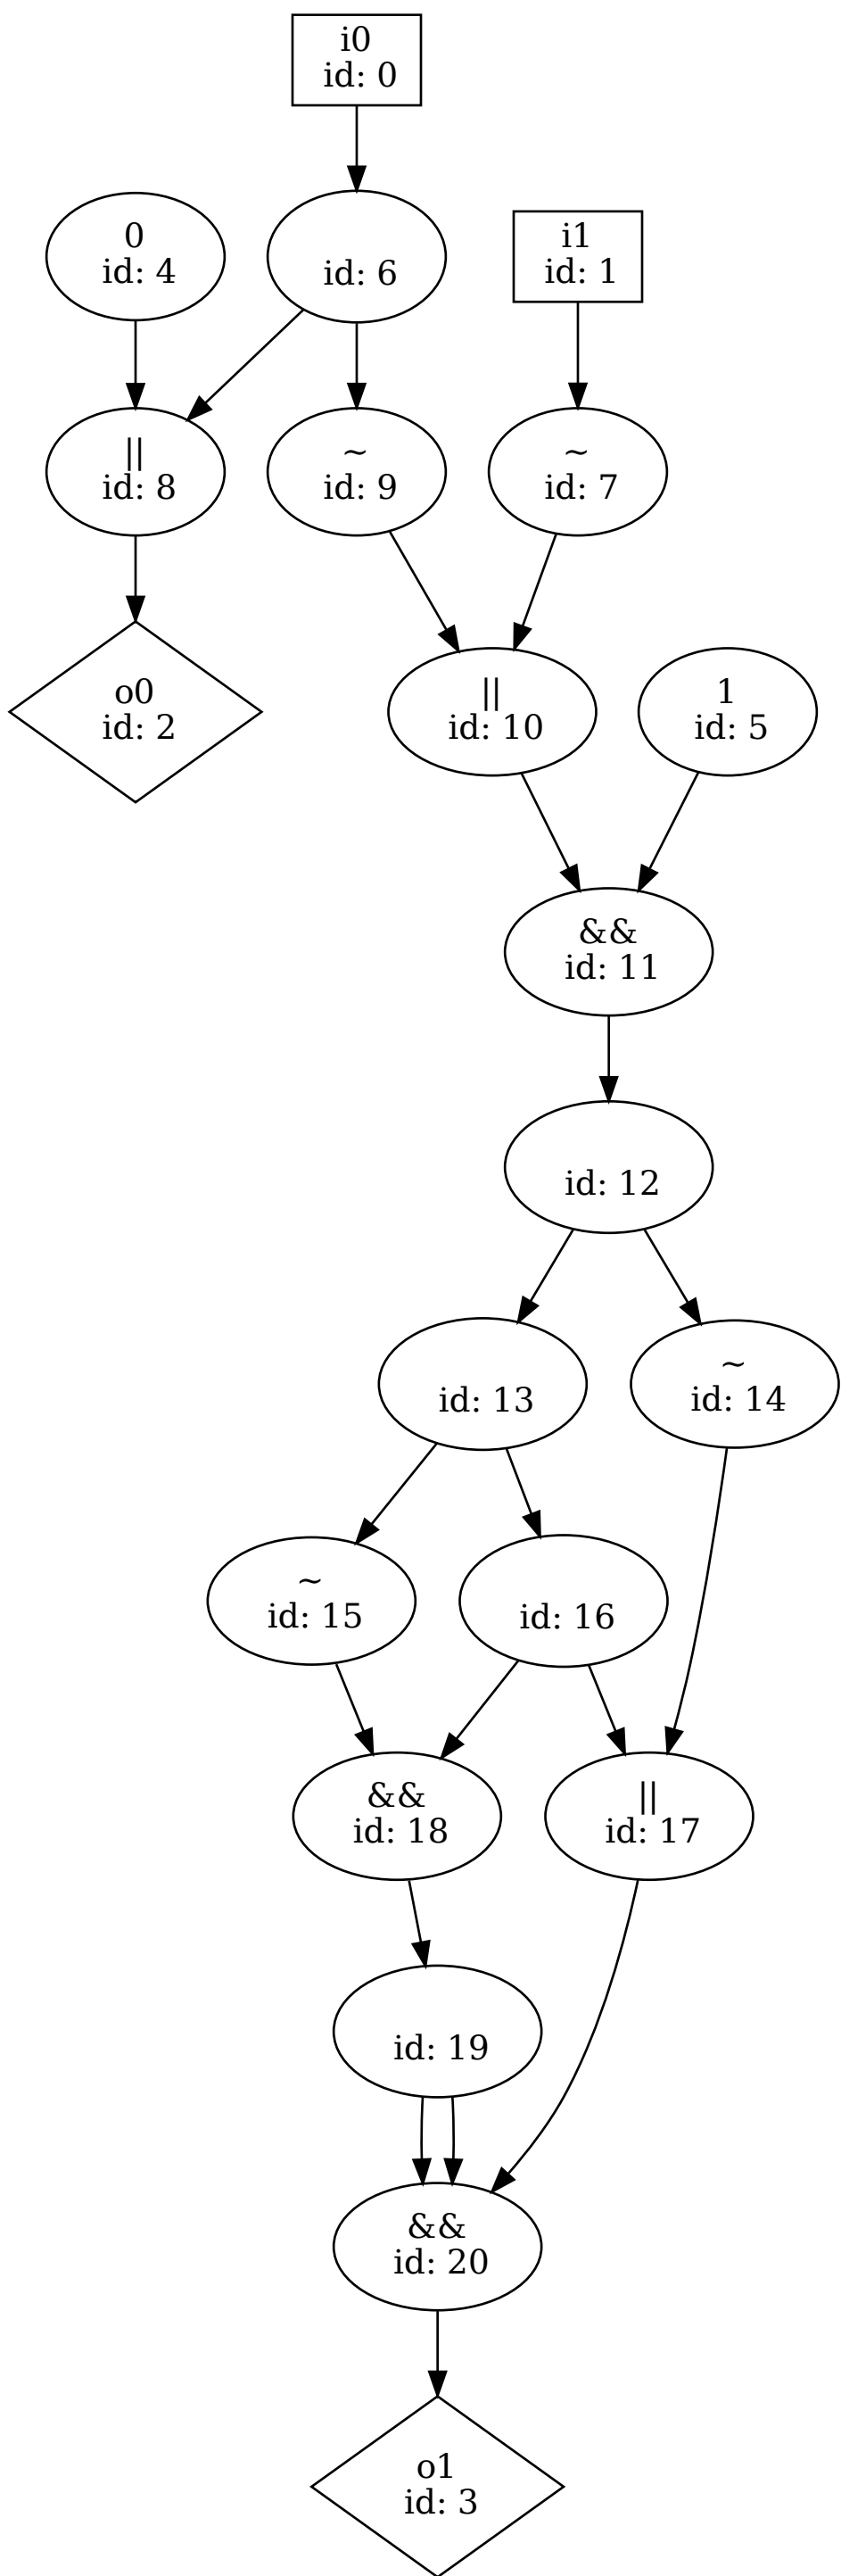 i0
id: 0
0
id: 4
id: 6
i1
id: 1
||
id: 8
~
id: 9
~
id: 7
o0
id: 2
||
id: 10
1
id: 5
&&
id: 11
id: 12
id: 13
~
id: 14
~
id: 15
id: 16
&&
id: 18
||
id: 17
id: 19
&&
id: 20
o1
id: 3